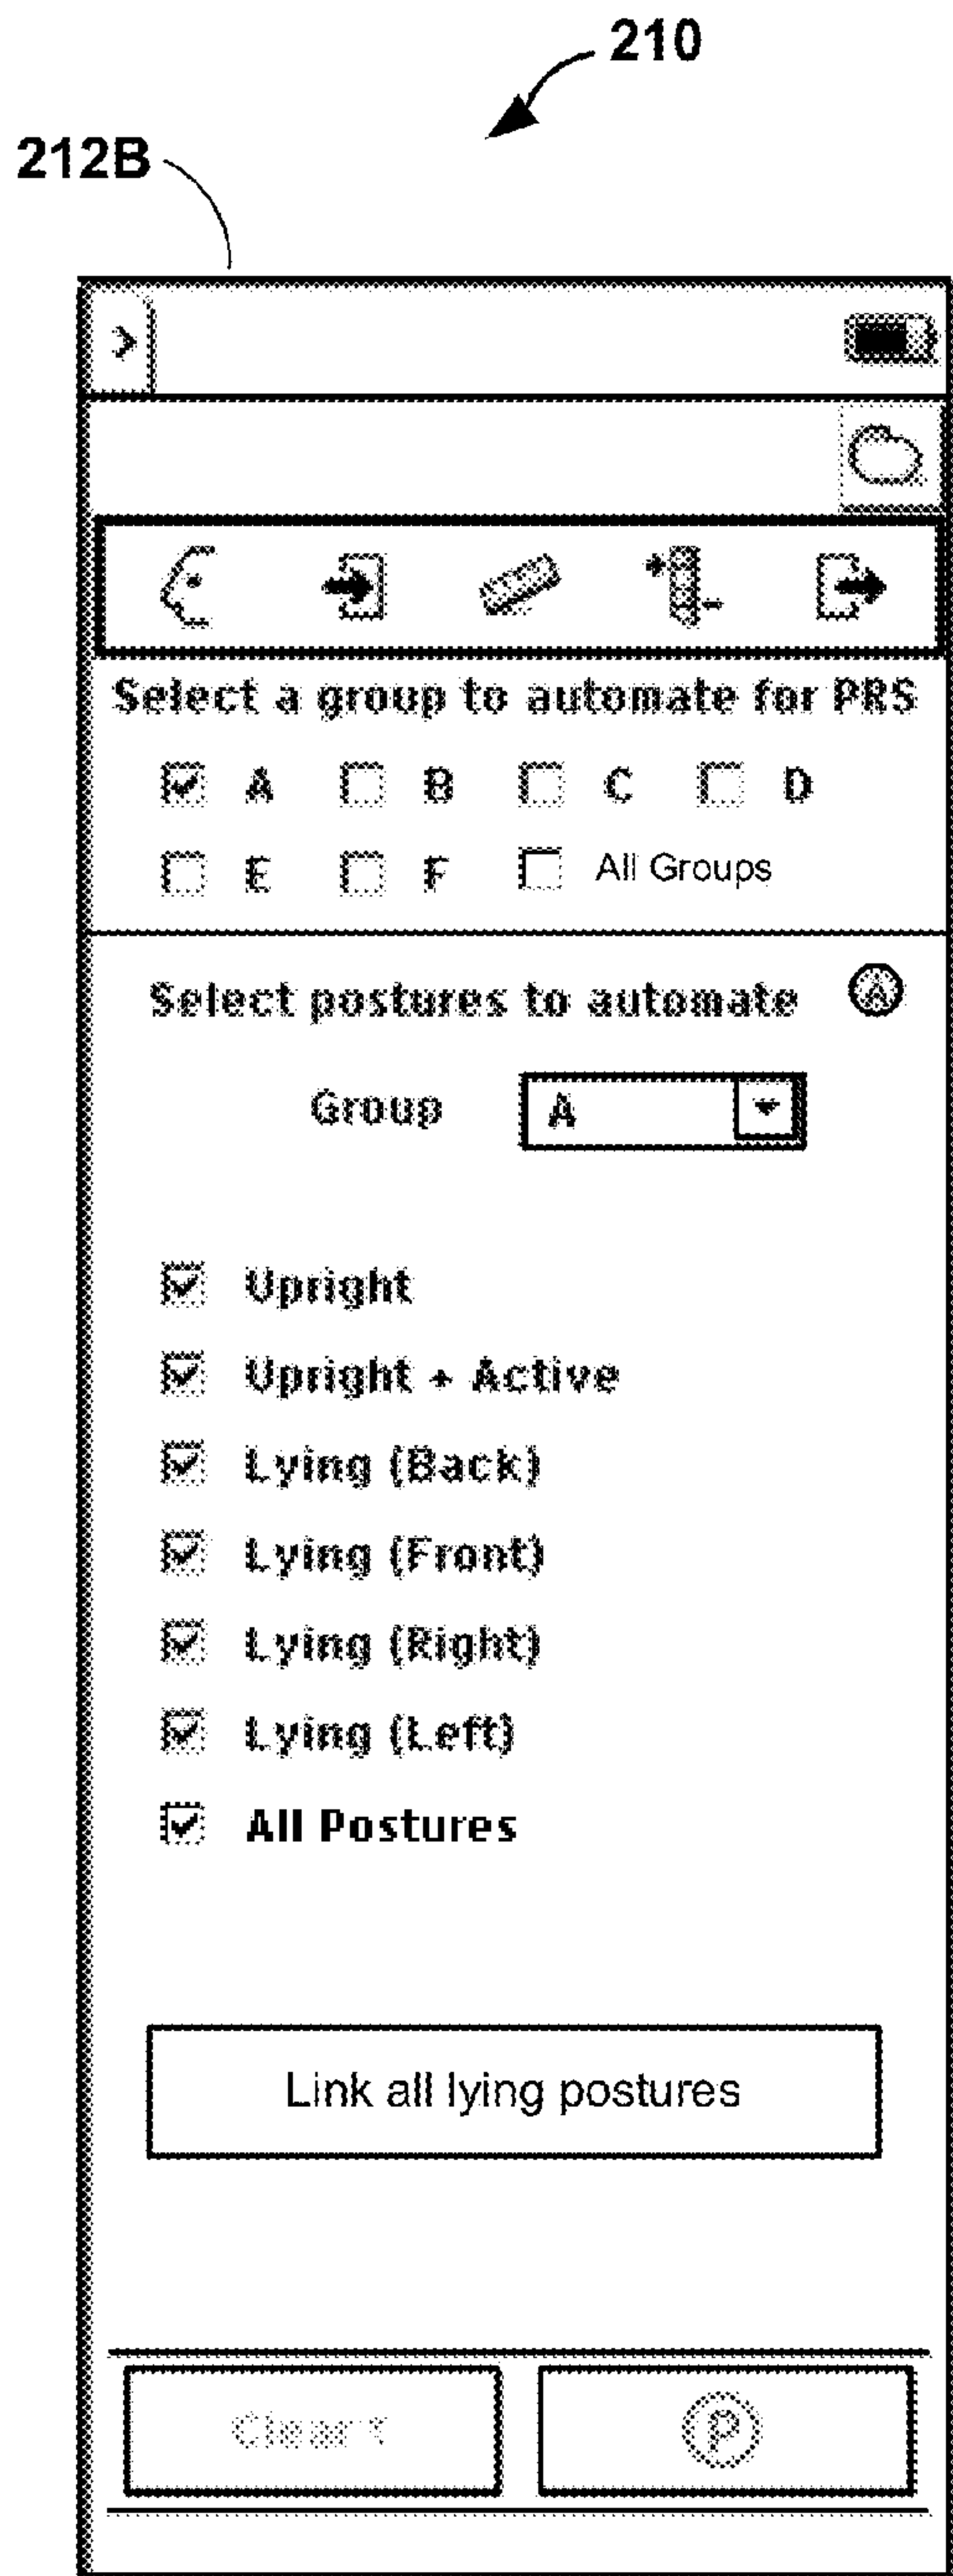 210
212B
>
Select a group to automate for PRS
A B C D
E F All Groups
Select postures to automate A
Group A
Upright
Upright + Active
Lying (Back)
Lying (Front)
Lying (Right)
Lying (Left)
All Postures
Link all lying postures
P